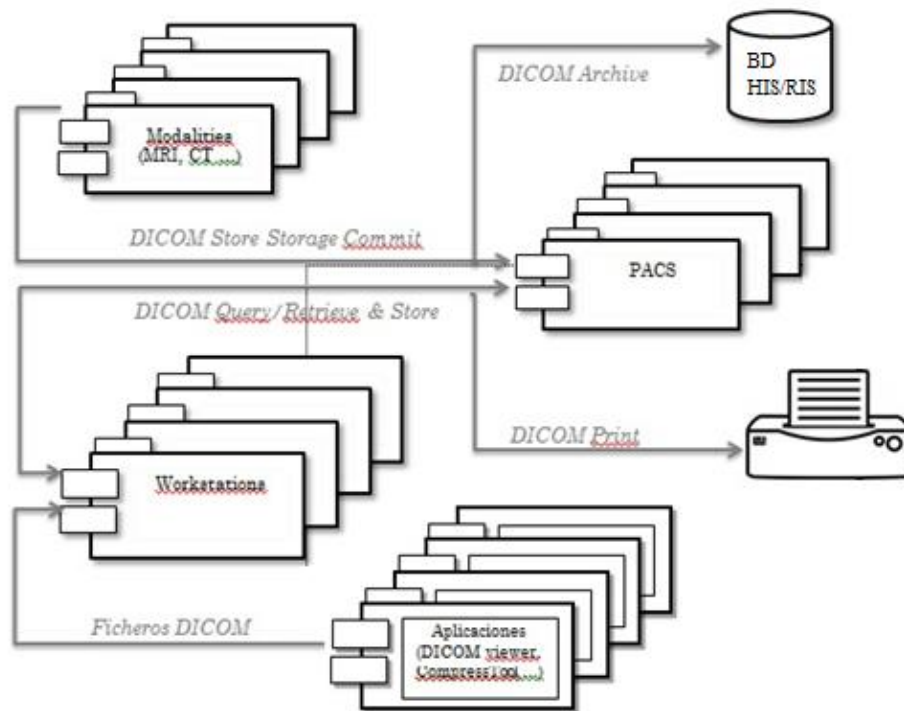 BD
HIS/RIS
DICOM Archive
Modalities
(MRI, CT ...)
DICOM Store Storage Commit
PACS
DICOM Query/Retrieve & Store
DICOM Print
Workstations
Ficheros DICOM
Aplicaciones
(DICOM viewer,
CompressTool...)